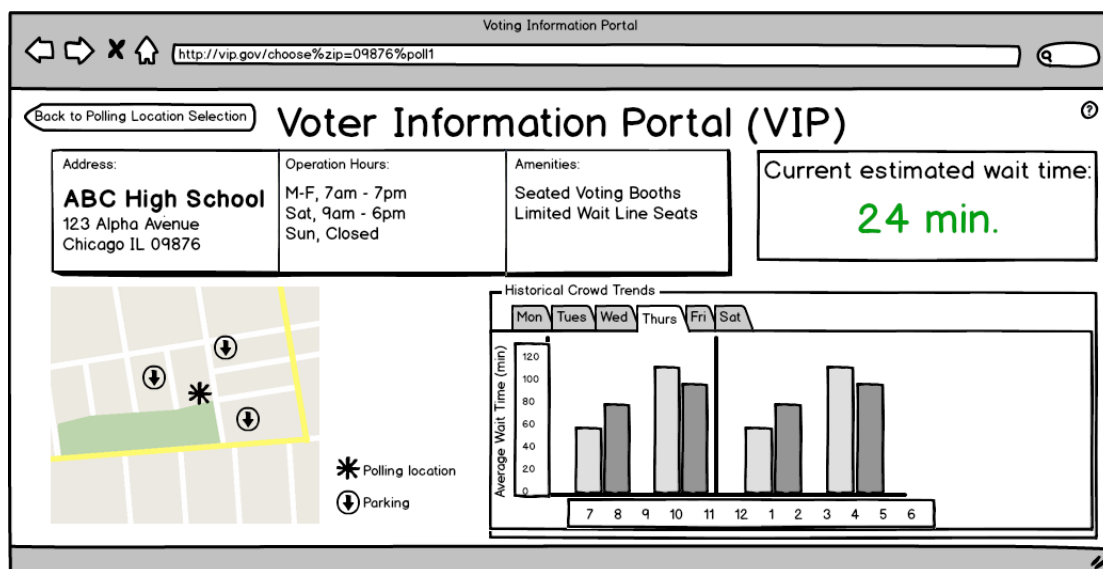 Voting Information Portal
http://vip.gov/choose%zip=09876%poll1
Back to Polling Location Selection
Voter Information Portal (VIP)
?
Address:
ABC High School
123 Alpha Avenue
Chicago IL 09876
Operation Hours:
M-F, 7am - 7pm
Sat, 9am - 6pm
Sun, Closed
Amenities:
Seated Voting Booths
Limited Wait Line Seats
Current estimated wait time:
24 min.
Polling location
Parking
Historical Crowd Trends
Mon Tues Wed Thurs Fri Sat
Average Wait Time (min)
120
100
80
60
40
20
0
7 8 9 10 11 12 1 2 3 4 5 6